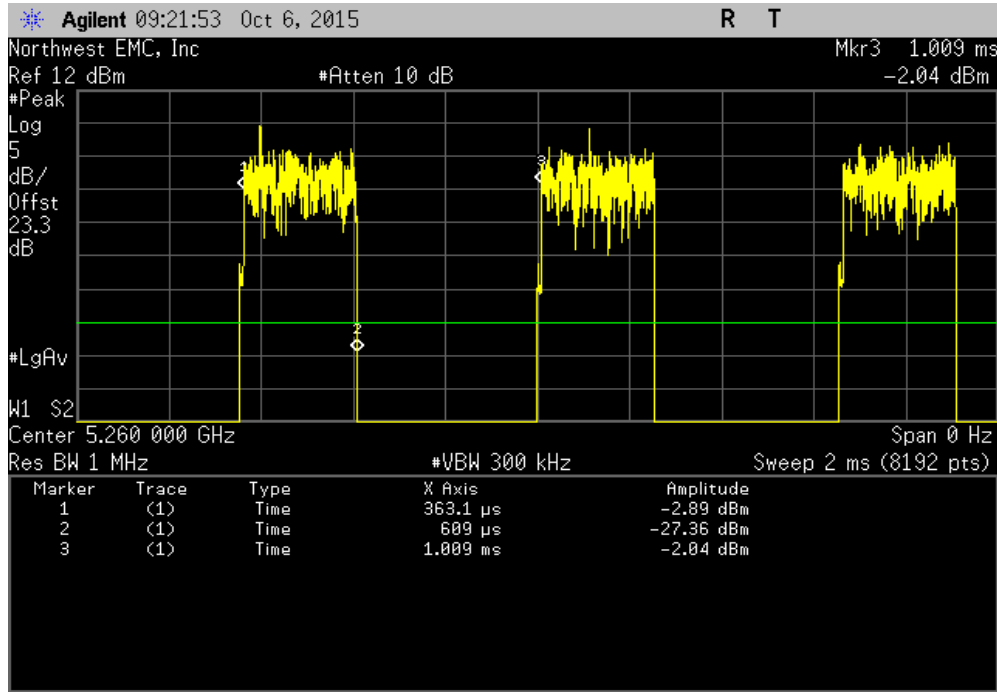 Agilent 09:21:53 Oct 6, 2015 R T
Northwest EMC, Inc Mkr3 1.009 ms
Ref 12 dBm #Atten 10 dB -2.04 dBm
#Peak
Log
5
dB/
Offst
23.3
dB
1
3
2
#LgAv
W1 S2
Center 5.260 000 GHz Span 0 Hz
Res BW 1 MHz #VBW 300 kHz Sweep 2 ms (8192 pts)
Marker Trace Type X Axis Amplitude
1 (1) Time 363.1 µs -2.89 dBm
2 (1) Time 609 µs -27.36 dBm
3 (1) Time 1.009 ms -2.04 dBm